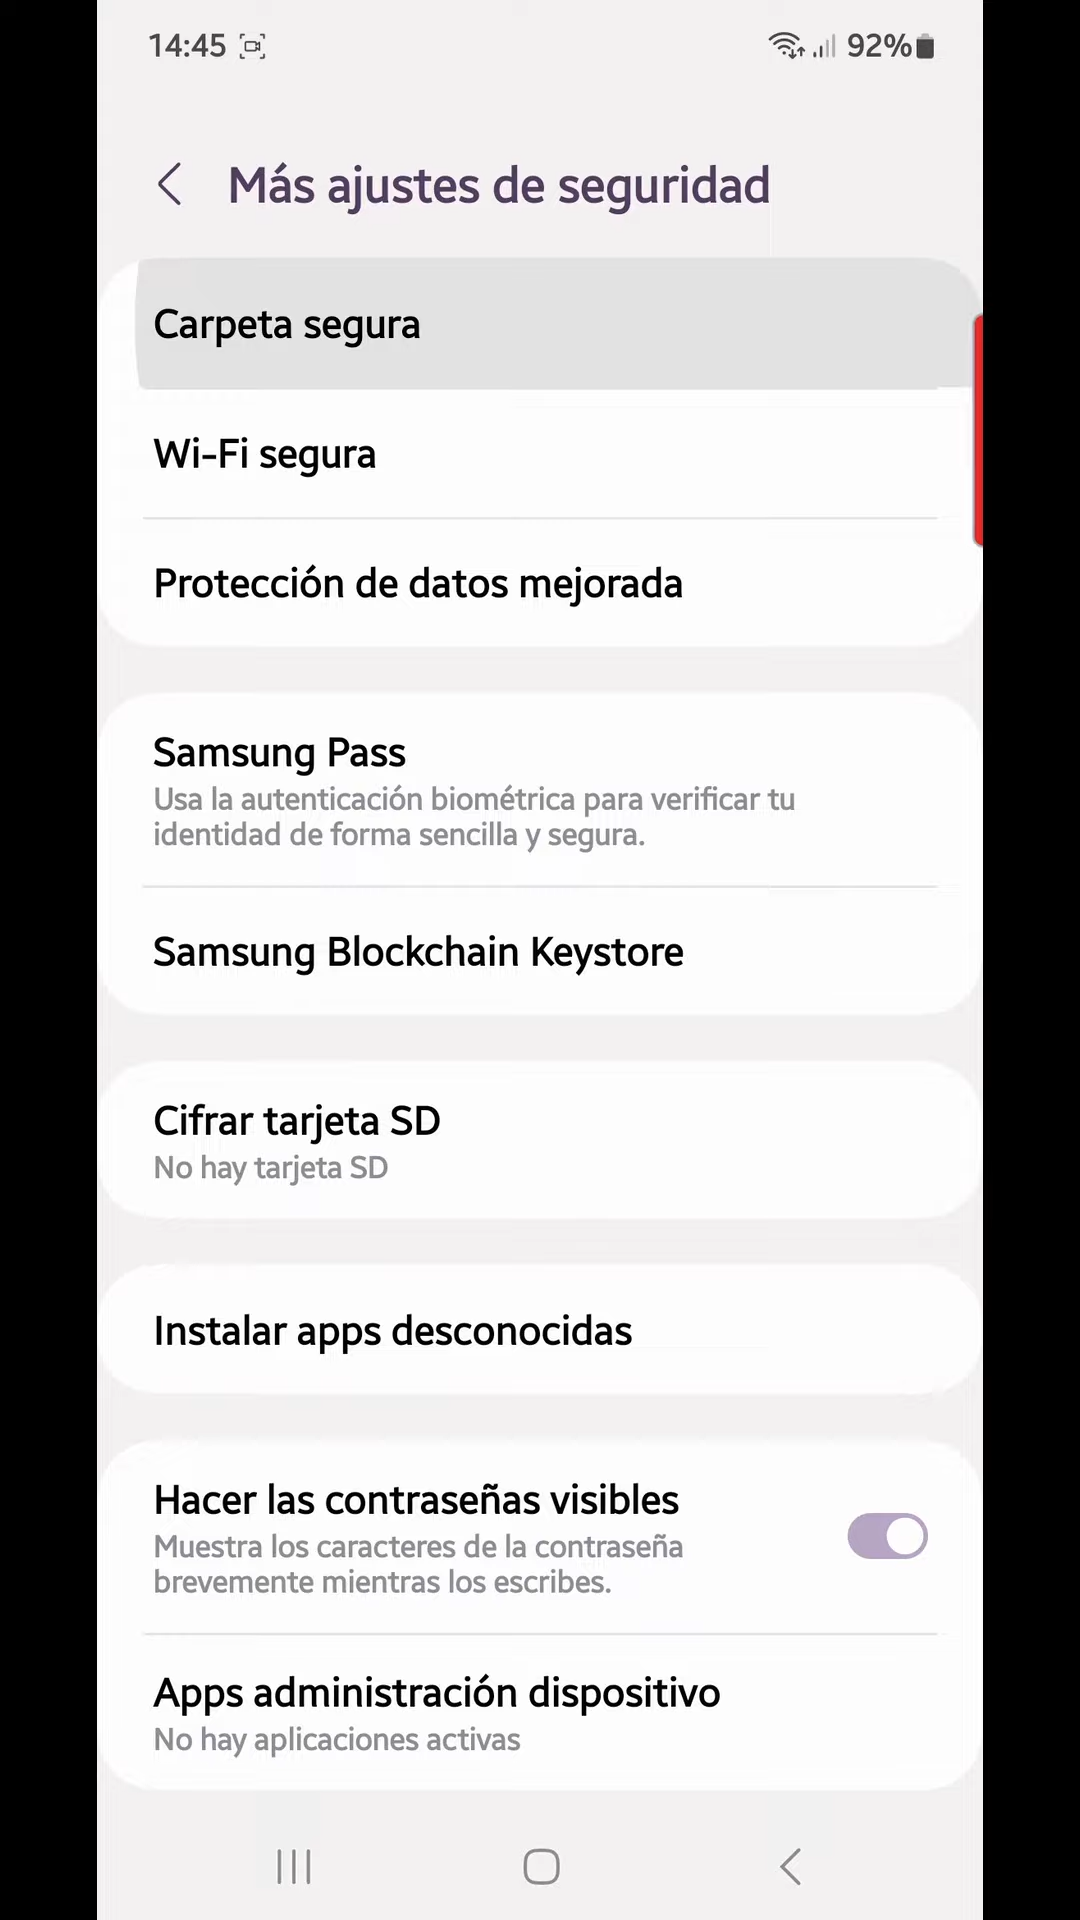 14:45
92%
Más ajustes de seguridad
Carpeta segura
Wi-Fi segura
Protección de datos mejorada
Samsung Pass
Usa la autenticación biométrica para verificar tu
identidad de forma sencilla y segura.
Samsung Blockchain Keystore
Cifrar tarjeta SD
No hay tarjeta SD
Instalar apps desconocidas
Hacer las contraseñas visibles
Muestra los caracteres de la contraseña
brevemente mientras los escribes.
Apps administración dispositivo
No hay aplicaciones activas